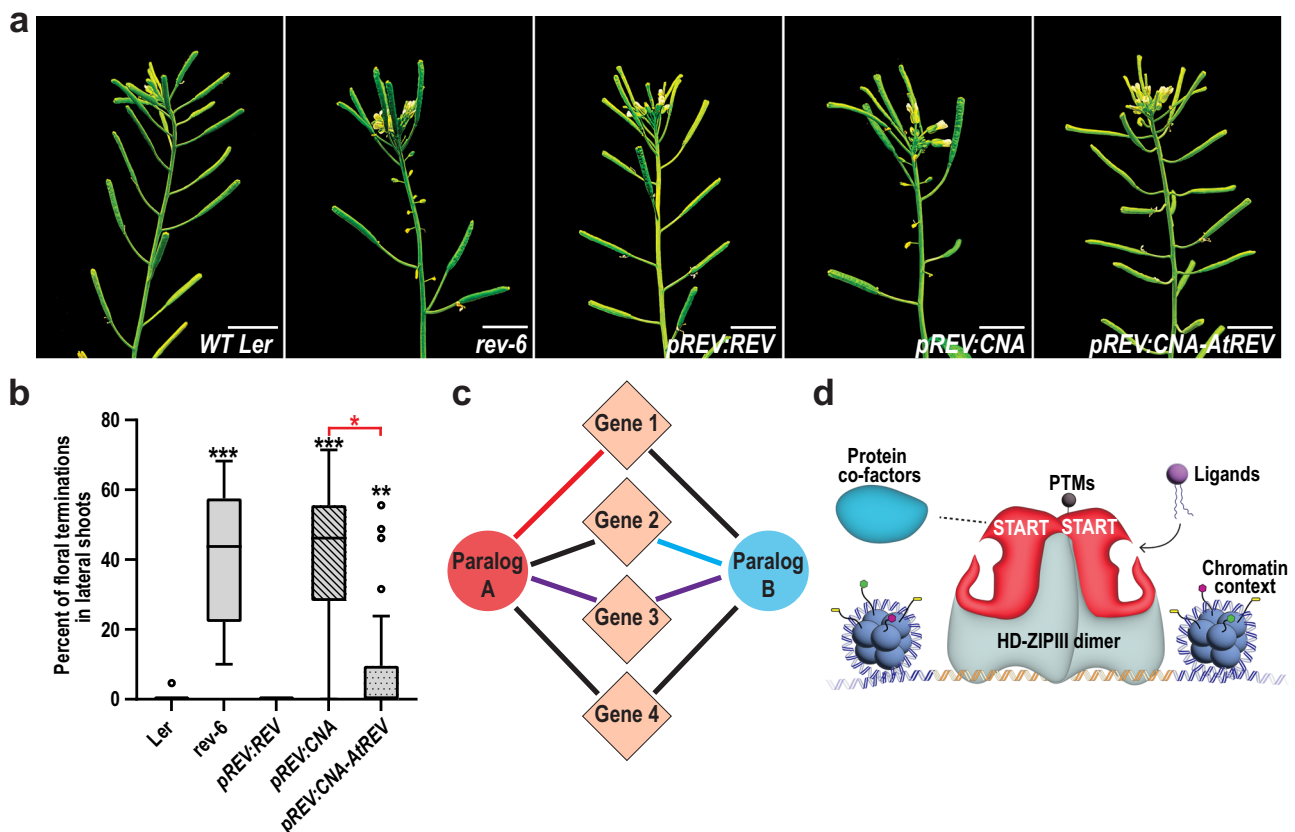 a
WT Ler
rev-6
pREV:REV
pREV:CNA
pREV:CNA-AtREV
b
Percent of floral terminations
in lateral shoots
80
60
40
20
0
***
***
*
**
Ler
rev-6
pREV:REV
pREV:CNA
pREV:CNA-AtREV
c
Gene 1
Gene 2
Gene 3
Gene 4
Paralog
A
Paralog
B
d
Protein
co-factors
PTMs
Ligands
START
START
Chromatin
context
HD-ZIPIII dimer